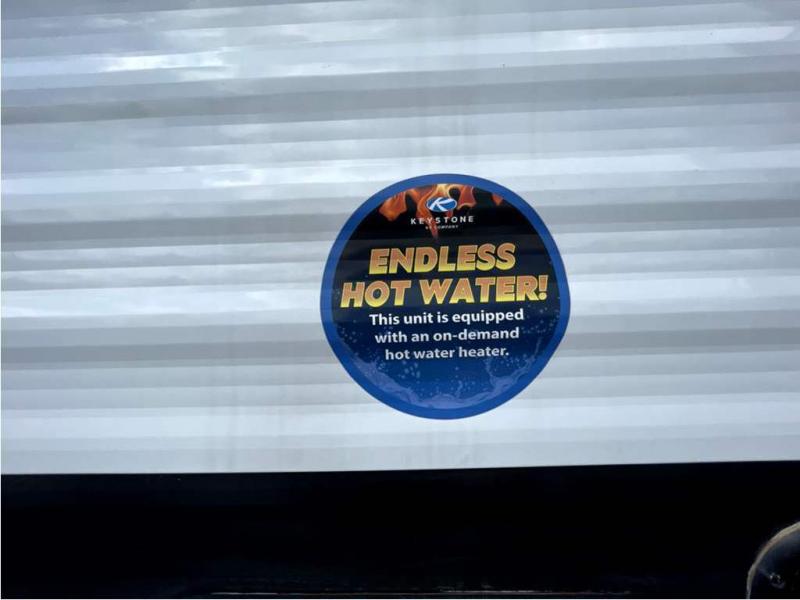 KEYSTONE
RV COMPANY
ENDLESS
HOT WATER!
This unit is equipped
with an on-demand
hot water heater.